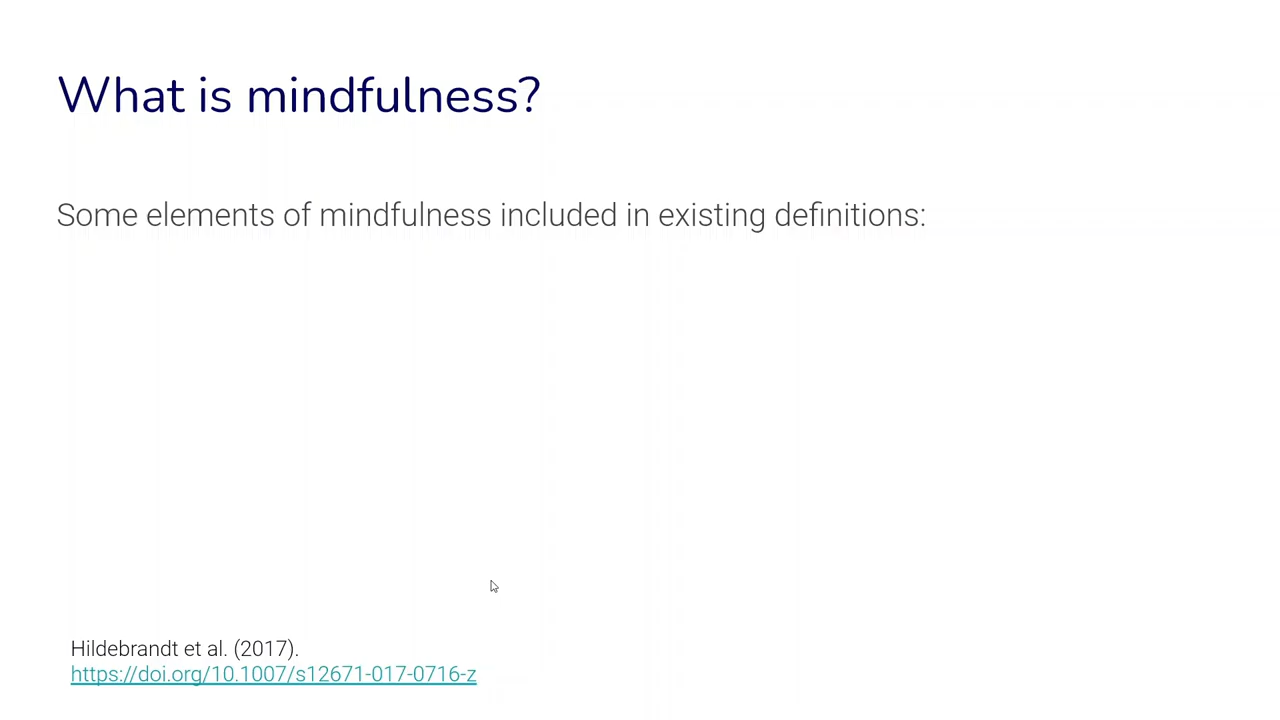 What is mindfulness?
Some elements of mindfulness included in existing definitions:
Hildebrandt et al. (2017).
https://doi.org/10.1007/s12671-017-0716-z